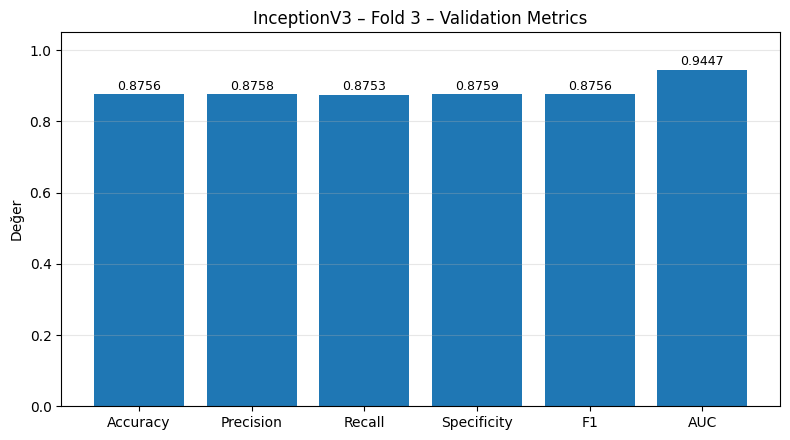 InceptionV3 – Fold 3 – Validation Metrics
Değer
1.0
0.8
0.6
0.4
0.2
0.0
0.8756
0.8758
0.8753
0.8759
0.8756
0.9447
Accuracy
Precision
Recall
Specificity
F1
AUC